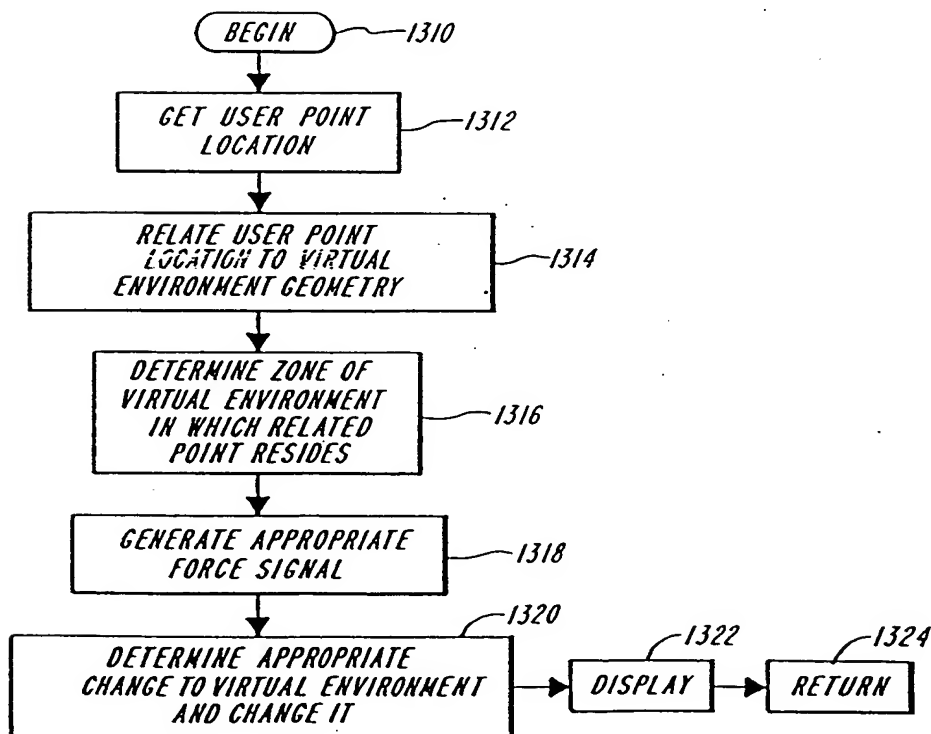 BEGIN
1310
GET USER POINT
LOCATION
1312
RELATE USER POINT
LOCATION TO VIRTUAL
ENVIRONMENT GEOMETRY
1314
DETERMINE ZONE OF
VIRTUAL ENVIRONMENT
IN WHICH RELATED
POINT RESIDES
1316
GENERATE APPROPRIATE
FORCE SIGNAL
1318
1320
DETERMINE APPROPRIATE
CHANGE TO VIRTUAL ENVIRONMENT
AND CHANGE IT
1322
DISPLAY
1324
RETURN